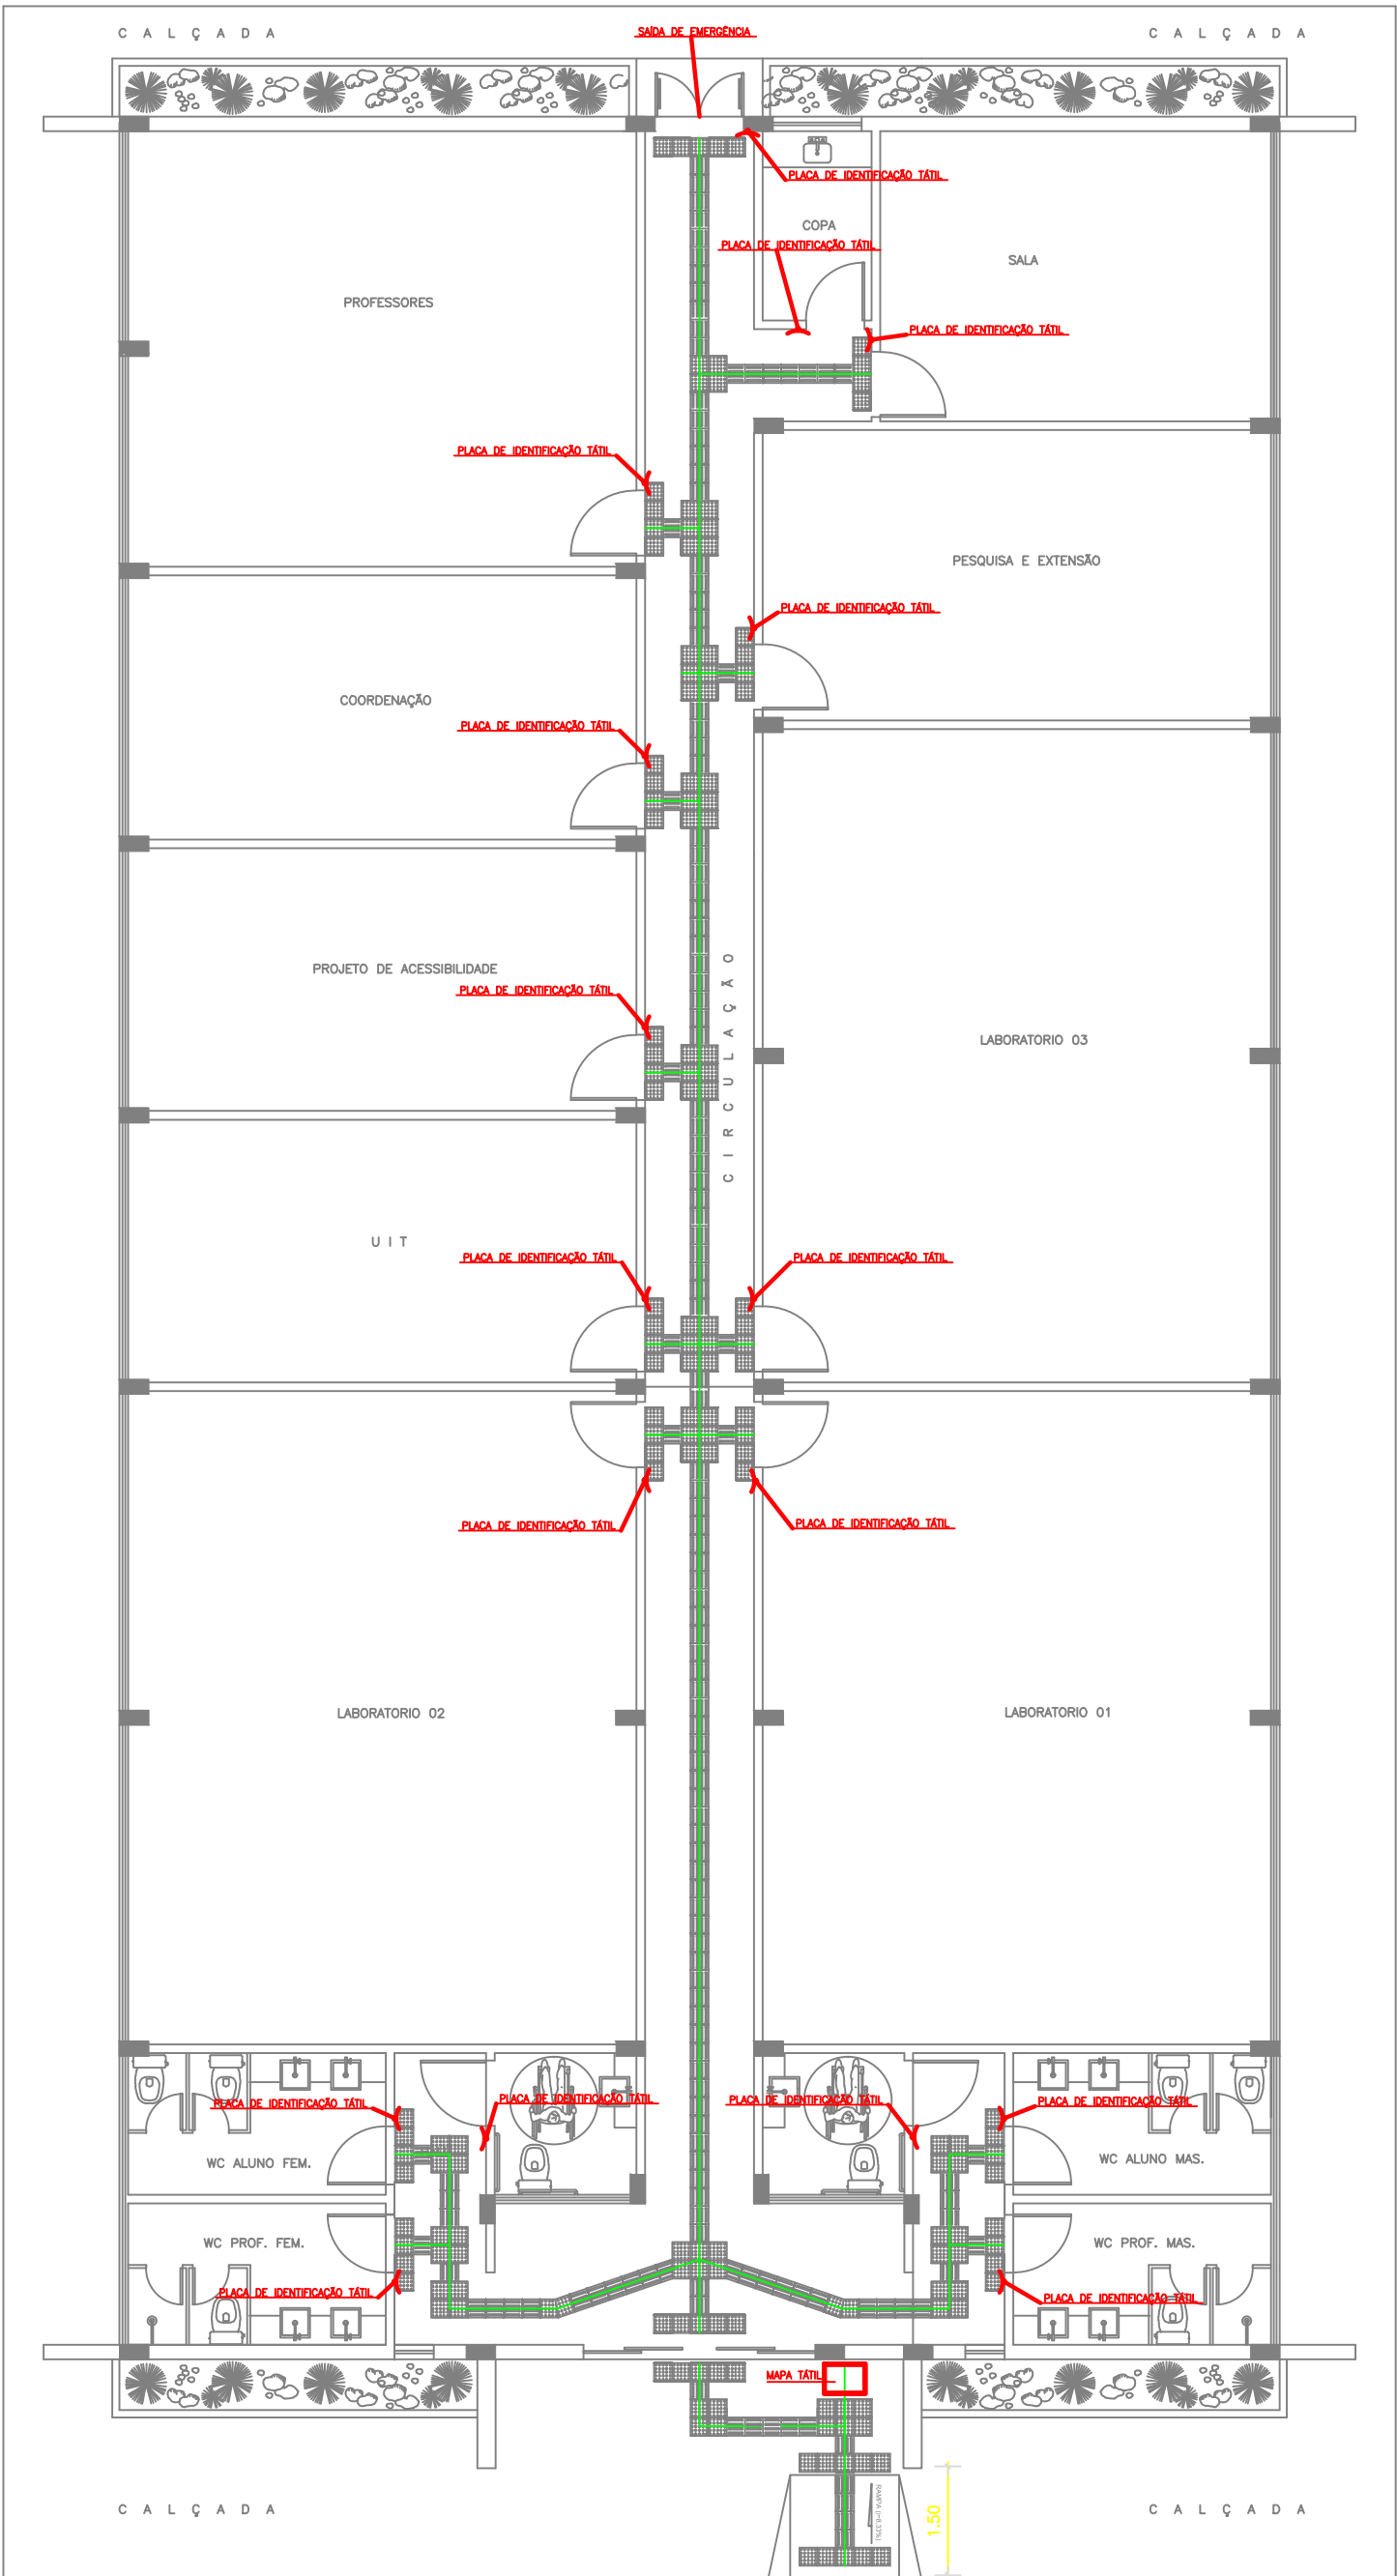 C A L Ç A D A
SAÍDA DE EMERGÊNCIA
C A L Ç A D A
PLACA DE IDENTIFICAÇÃO TÁTIL
COPA
PLACA DE IDENTIFICAÇÃO TÁTIL
SALA
PROFESSORES
PLACA DE IDENTIFICAÇÃO TÁTIL
PLACA DE IDENTIFICAÇÃO TÁTIL
PESQUISA E EXTENSÃO
PLACA DE IDENTIFICAÇÃO TÁTIL
COORDENAÇÃO
PLACA DE IDENTIFICAÇÃO TÁTIL
PROJETO DE ACESSIBILIDADE
PLACA DE IDENTIFICAÇÃO TÁTIL
C I R C U L A Ç Ã O
LABORATORIO 03
U I T
PLACA DE IDENTIFICAÇÃO TÁTIL
PLACA DE IDENTIFICAÇÃO TÁTIL
PLACA DE IDENTIFICAÇÃO TÁTIL
PLACA DE IDENTIFICAÇÃO TÁTIL
LABORATORIO 02
LABORATORIO 01
PLACA DE IDENTIFICAÇÃO TÁTIL
PLACA DE IDENTIFICAÇÃO TÁTIL
PLACA DE IDENTIFICAÇÃO TÁTIL
PLACA DE IDENTIFICAÇÃO TÁTIL
WC ALUNO FEM.
WC ALUNO MAS.
WC PROF. FEM.
WC PROF. MAS.
PLACA DE IDENTIFICAÇÃO TÁTIL
PLACA DE IDENTIFICAÇÃO TÁTIL
MAPA TÁTIL
RAMPA (i=8.33%)
1.50
C A L Ç A D A
C A L Ç A D A